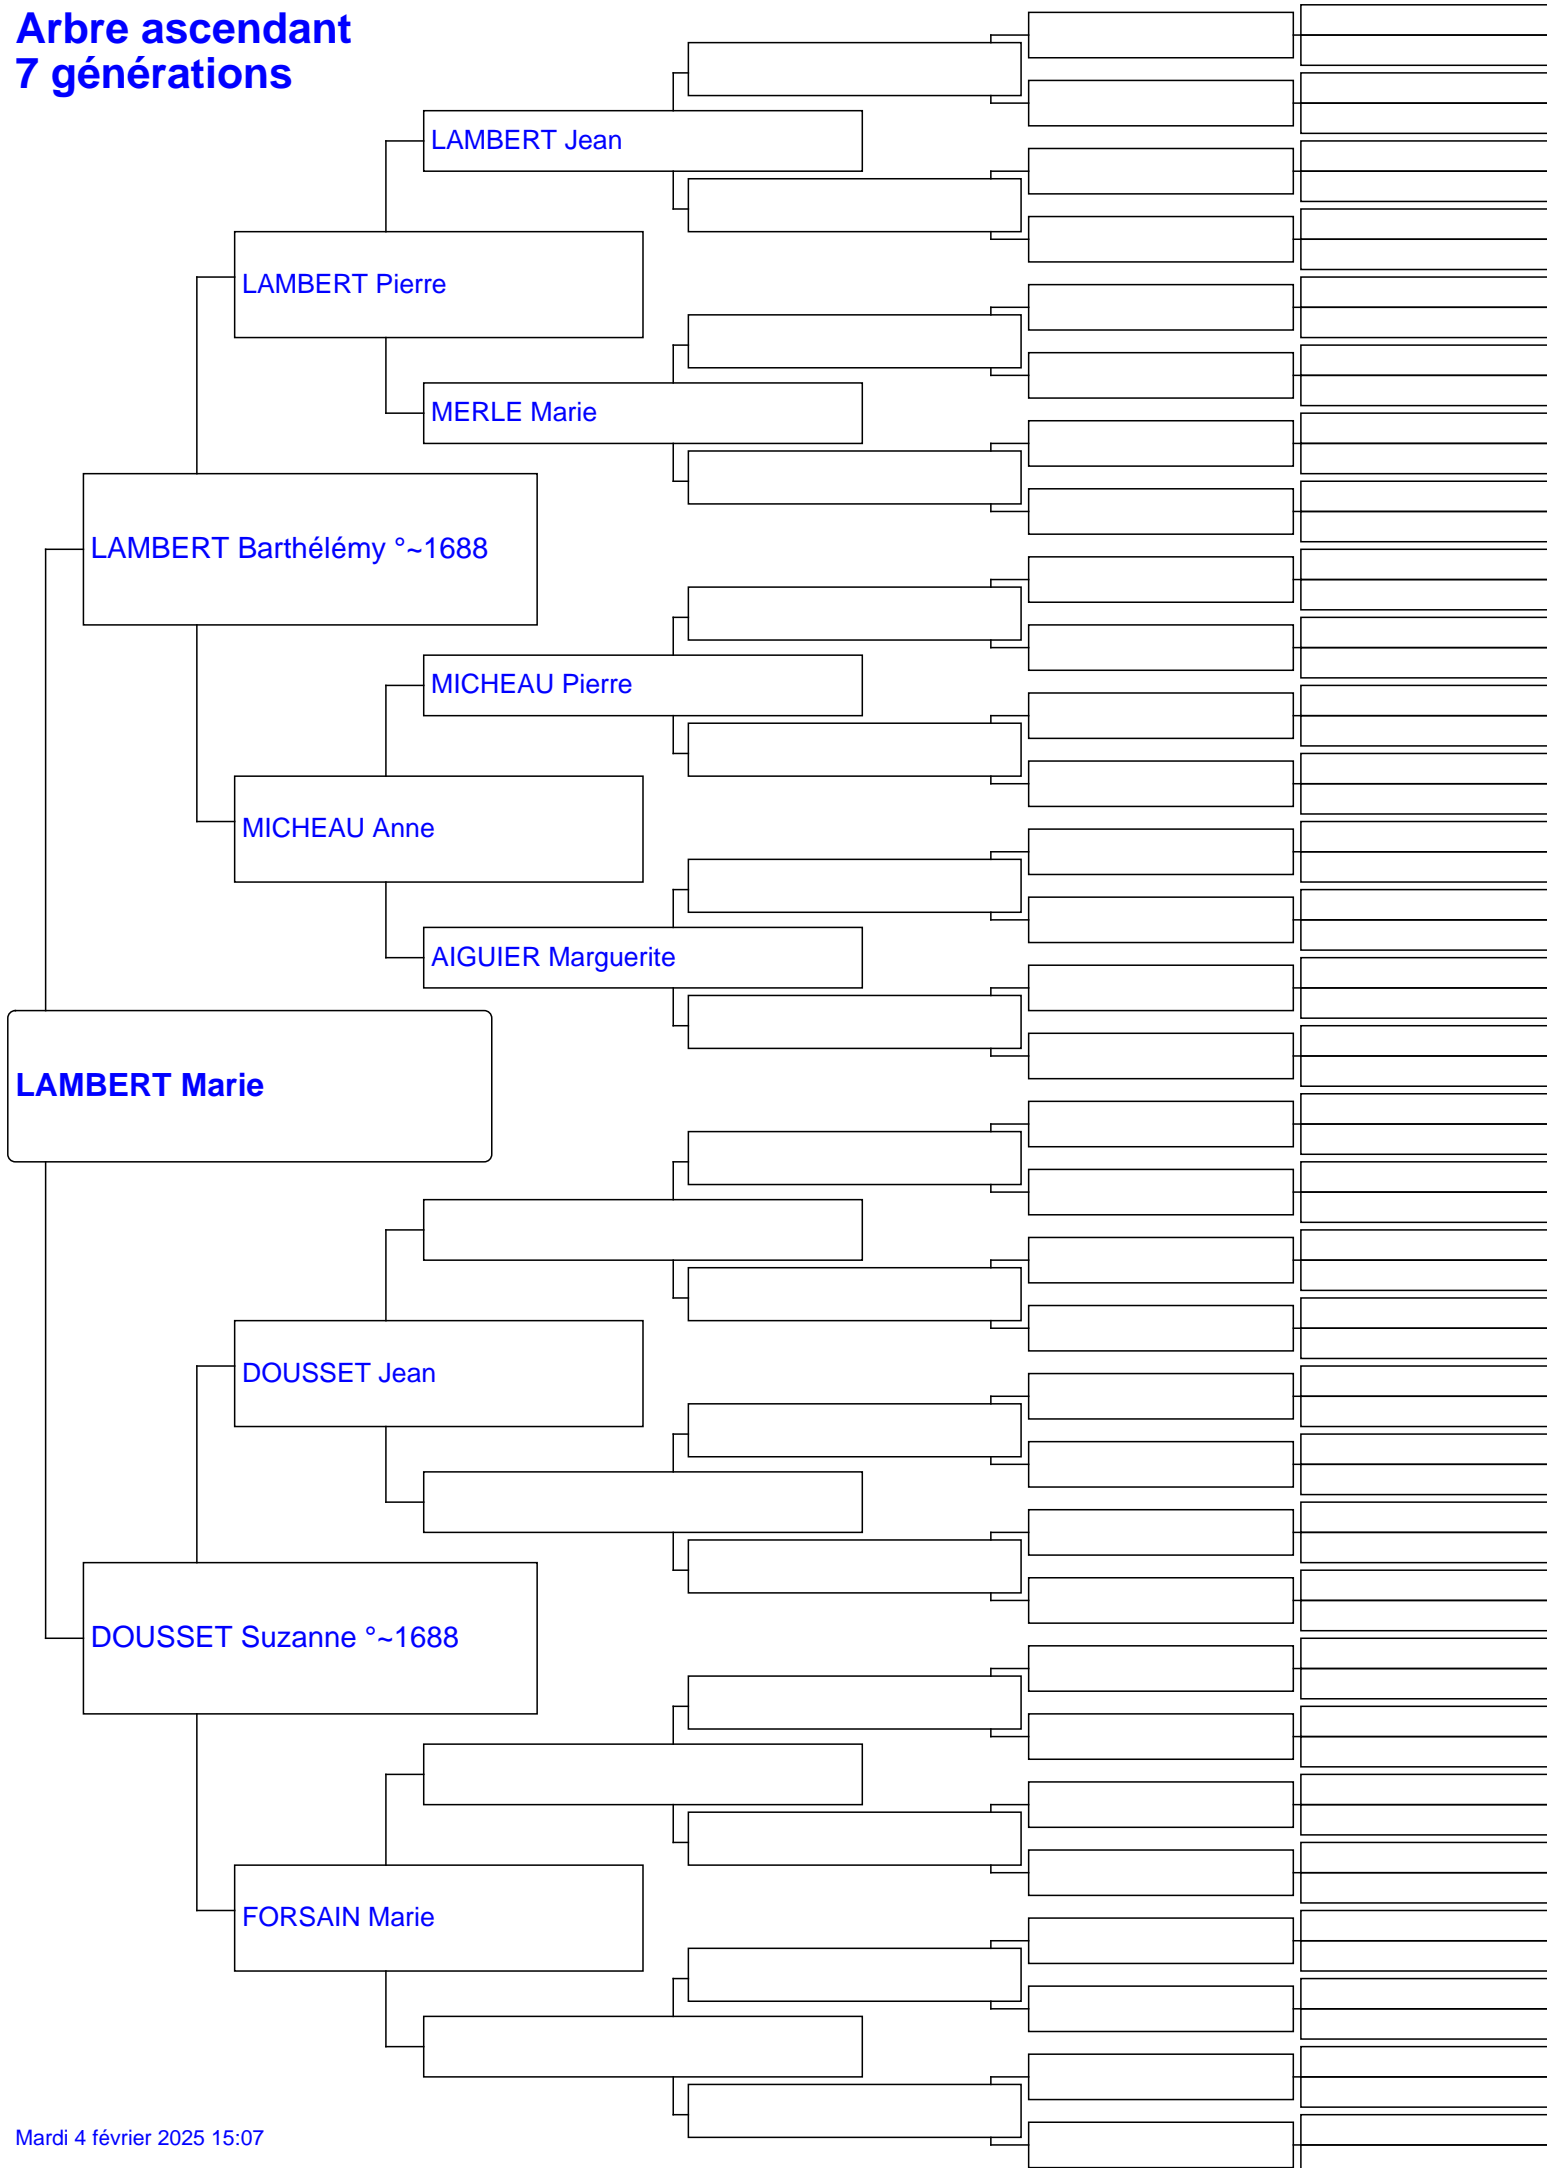 Arbre ascendant
7 générations
LAMBERT Jean
LAMBERT Pierre
MERLE Marie
LAMBERT Barthélémy °~1688
MICHEAU Pierre
MICHEAU Anne
AIGUIER Marguerite
LAMBERT Marie
DOUSSET Jean
DOUSSET Suzanne °~1688
FORSAIN Marie
Mardi 4 février 2025 15:07